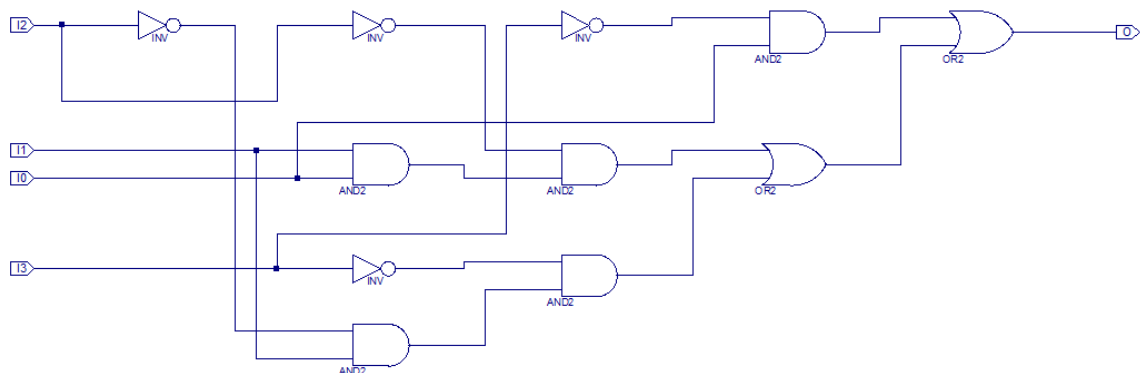 I2
INV
INV
INV
AND2
OR2
O
I1
I0
AND2
AND2
OR2
I3
INV
AND2
AND2